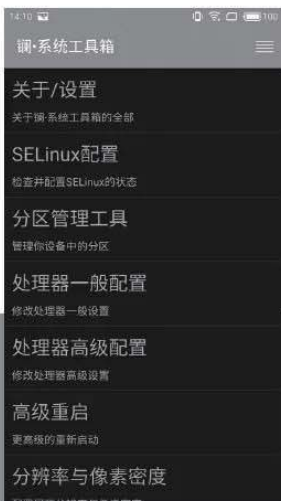 14:10 100
镧·系统工具箱
关于/设置
关于镧·系统工具箱的全部
SELinux配置
检查并配置SELinux的状态
分区管理工具
管理你设备中的分区
处理器一般配置
修改处理器一般设置
处理器高级配置
修改处理器高级设置
高级重启
更高级的重新启动
分辨率与像素密度